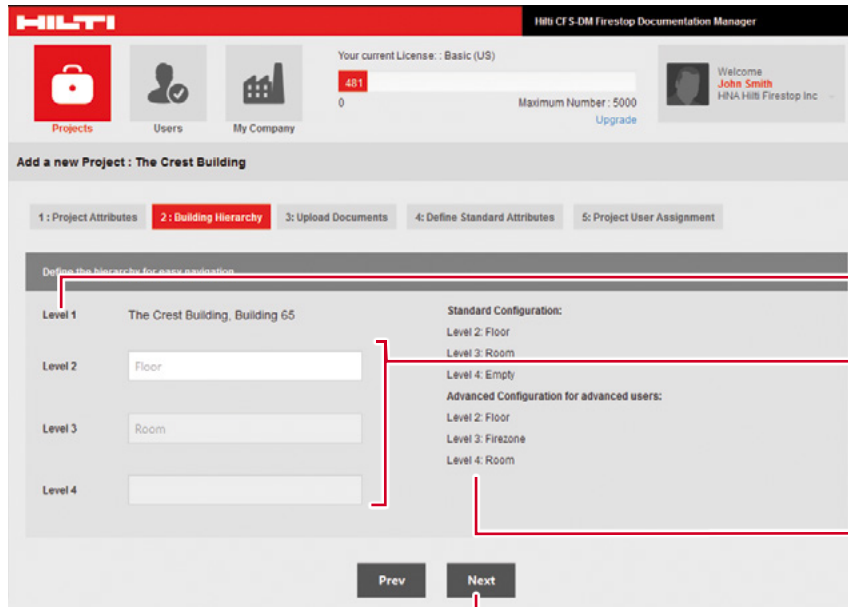 HILTI
Hilti CFS-DM Firestop Documentation Manager
Projects
Users
My Company
Your current License: : Basic (US)
481
0
Maximum Number : 5000
Upgrade
Welcome
John Smith
HNA Hilti Firestop Inc
Add a new Project : The Crest Building
1 : Project Attributes
2 : Building Hierarchy
3: Upload Documents
4: Define Standard Attributes
5: Project User Assignment
Define the hierarchy for easy navigation
Level 1
The Crest Building, Building 65
Level 2
Floor
Level 3
Room
Level 4
Standard Configuration:
Level 2: Floor
Level 3: Room
Level 4: Empty
Advanced Configuration for advanced users:
Level 2: Floor
Level 3: Firezone
Level 4: Room
Prev
Next